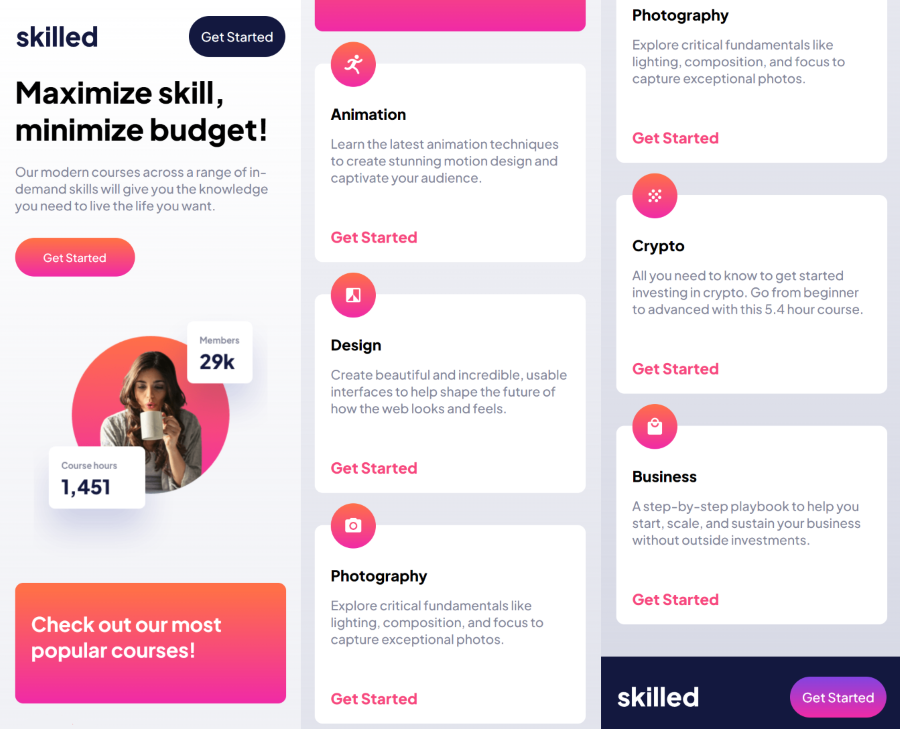 skilled
Get Started
Maximize skill,
minimize budget!
Our modern courses across a range of in-
demand skills will give you the knowledge
you need to live the life you want.
Get Started
Members
29k
Course hours
1,451
Check out our most
popular courses!
Animation
Learn the latest animation techniques
to create stunning motion design and
captivate your audience.
Get Started
Design
Create beautiful and incredible, usable
interfaces to help shape the future of
how the web looks and feels.
Get Started
Photography
Explore critical fundamentals like
lighting, composition, and focus to
capture exceptional photos.
Get Started
Photography
Explore critical fundamentals like
lighting, composition, and focus to
capture exceptional photos.
Get Started
Crypto
All you need to know to get started
investing in crypto. Go from beginner
to advanced with this 5.4 hour course.
Get Started
Business
A step-by-step playbook to help you
start, scale, and sustain your business
without outside investments.
Get Started
skilled
Get Started